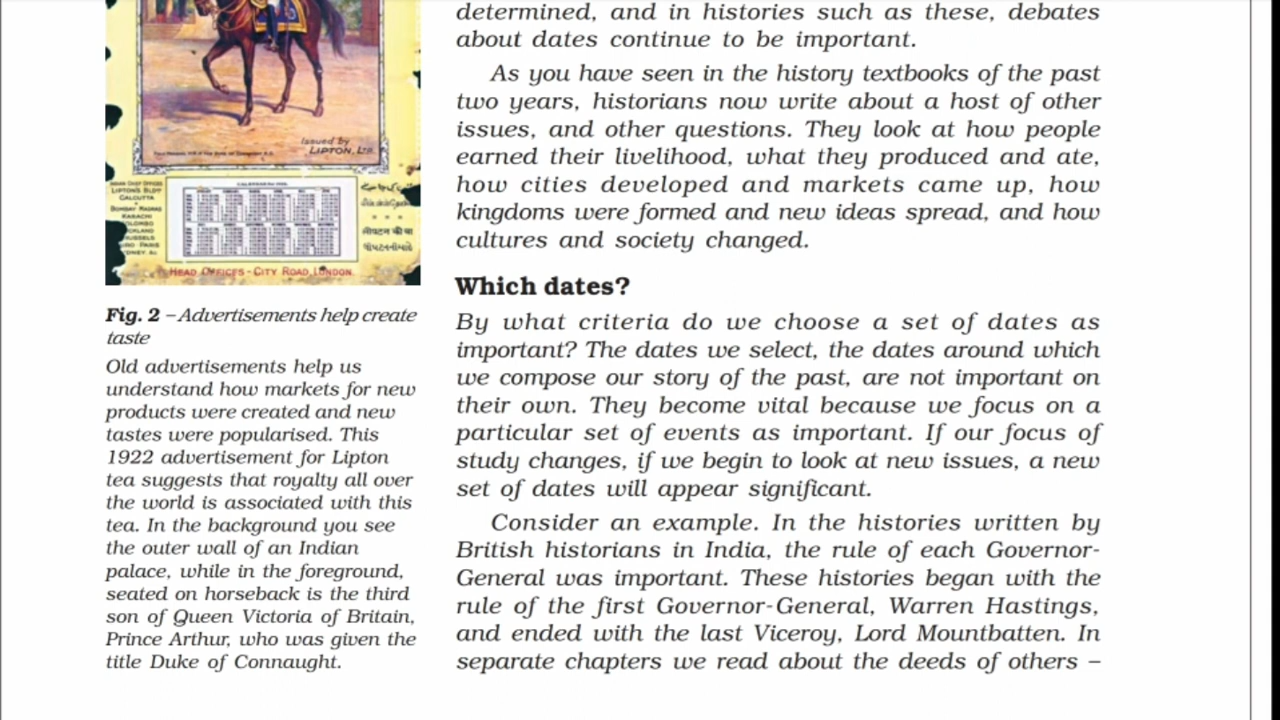 Issued by
LIPTON, LTD.
CALCUTTA
BOMBAY MADRAS
KARACHI
HEAD OFFICES - CITY ROAD, LONDON.
Fig. 2 – Advertisements help create
taste
Old advertisements help us
understand how markets for new
products were created and new
tastes were popularised. This
1922 advertisement for Lipton
tea suggests that royalty all over
the world is associated with this
tea. In the background you see
the outer wall of an Indian
palace, while in the foreground,
seated on horseback is the third
son of Queen Victoria of Britain,
Prince Arthur, who was given the
title Duke of Connaught.
determined, and in histories such as these, debates
about dates continue to be important.
As you have seen in the history textbooks of the past
two years, historians now write about a host of other
issues, and other questions. They look at how people
earned their livelihood, what they produced and ate,
how cities developed and markets came up, how
kingdoms were formed and new ideas spread, and how
cultures and society changed.
Which dates?
By what criteria do we choose a set of dates as
important? The dates we select, the dates around which
we compose our story of the past, are not important on
their own. They become vital because we focus on a
particular set of events as important. If our focus of
study changes, if we begin to look at new issues, a new
set of dates will appear significant.
Consider an example. In the histories written by
British historians in India, the rule of each Governor-
General was important. These histories began with the
rule of the first Governor-General, Warren Hastings,
and ended with the last Viceroy, Lord Mountbatten. In
separate chapters we read about the deeds of others –